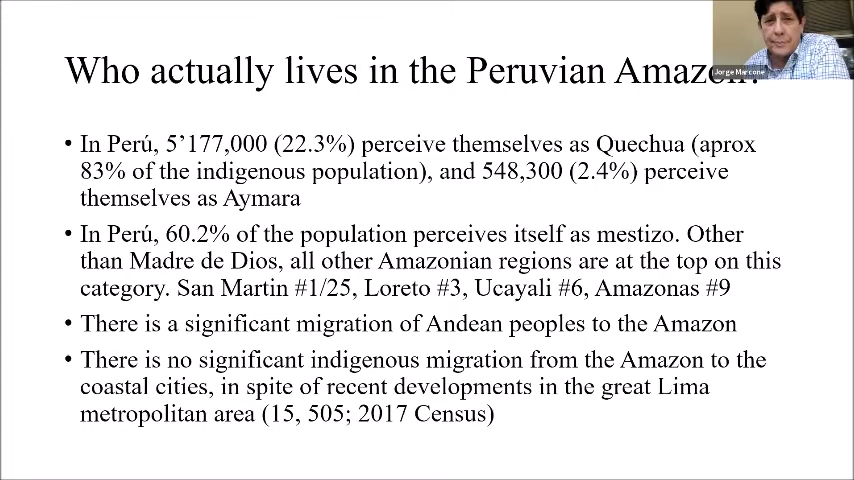 Who actually lives in the Peruvian Amazon?
Jorge Marcone
• In Perú, 5’177,000 (22.3%) perceive themselves as Quechua (aprox
83% of the indigenous population), and 548,300 (2.4%) perceive
themselves as Aymara
• In Perú, 60.2% of the population perceives itself as mestizo. Other
than Madre de Dios, all other Amazonian regions are at the top on this
category. San Martin #1/25, Loreto #3, Ucayali #6, Amazonas #9
• There is a significant migration of Andean peoples to the Amazon
• There is no significant indigenous migration from the Amazon to the
coastal cities, in spite of recent developments in the great Lima
metropolitan area (15, 505; 2017 Census)